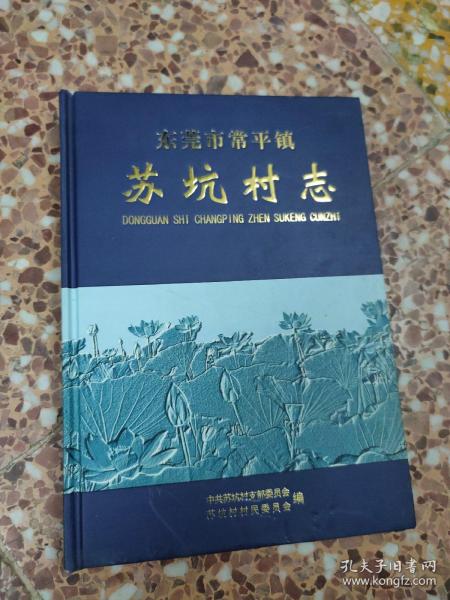 东莞市常平镇
苏坑村志
DONGGUAN SHI CHANGPING ZHEN SUKENG CUNZHI
中共苏坑村支部委员会
苏坑村村民委员会
编
孔夫子旧书网
www.kongfz.com